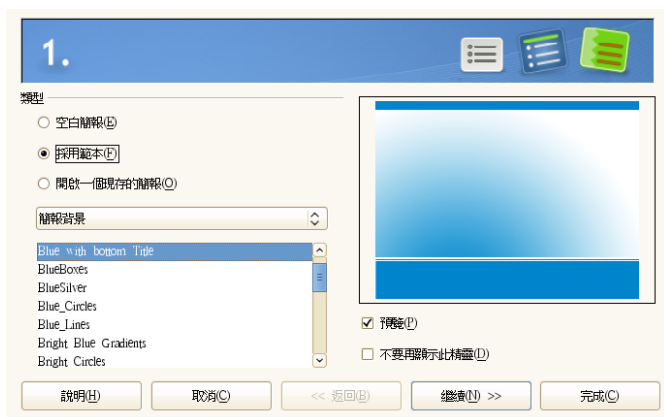 1.
類型
空白簡報(E)
採用範本(F)
開啟一個現存的簡報(O)
簡報背景
Blue with bottom Title
BlueBoxes
BlueSilver
Blue_Circles
Blue_Lines
Bright Blue Gradients
Bright Circles
預覽(P)
不要再顯示此精靈(D)
說明(H)
取消(C)
<< 返回(B)
繼續(N) >>
完成(C)